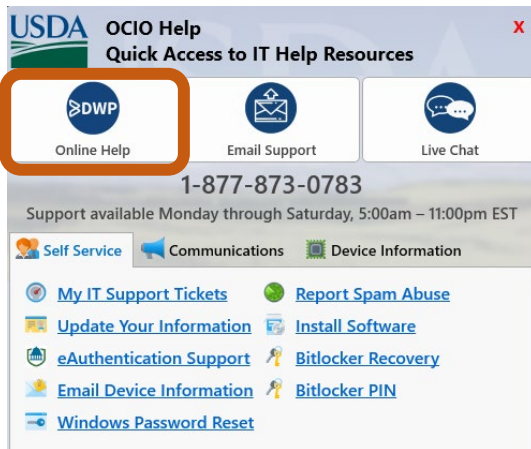 USDA OCIO Help X
Quick Access to IT Help Resources
DWP
Online Help Email Support Live Chat
1-877-873-0783
Support available Monday through Saturday, 5:00am – 11:00pm EST
Self Service Communications Device Information
My IT Support Tickets Report Spam Abuse
Update Your Information Install Software
eAuthentication Support Bitlocker Recovery
Email Device Information Bitlocker PIN
Windows Password Reset